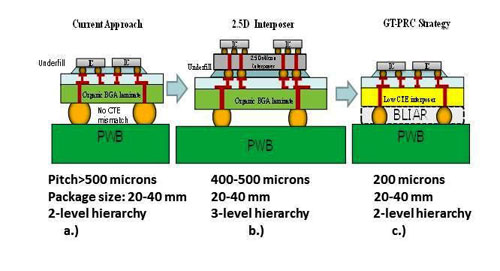 Current Approach
2.5D Interposer
GT-PRC Strategy
Underfill
IC
IC
Organic BGA laminate
No CTE
mismatch
PWB
Pitch>500 microns
Package size: 20-40 mm
2-level hierarchy
a.)
IC
IC
Underfill
Interposer
Organic BGA laminate
PWB
400-500 microns
20-40 mm
3-level hierarchy
b.)
IC
IC
Low CTE interposer
BLIAR
PWB
200 microns
20-40 mm
2-level hierarchy
c.)